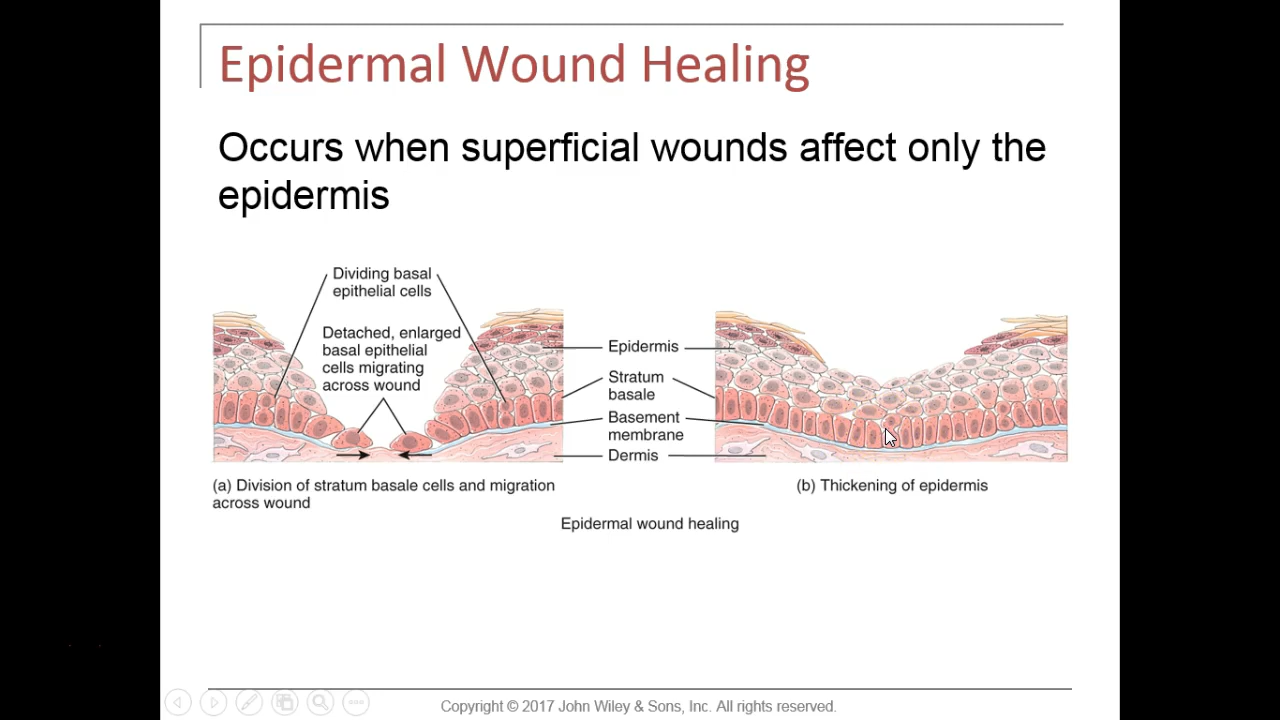 Epidermal Wound Healing
Occurs when superficial wounds affect only the
epidermis
Dividing basal
epithelial cells
Detached, enlarged
basal epithelial
cells migrating
across wound
Epidermis
Stratum
basale
Basement
membrane
Dermis
(a) Division of stratum basale cells and migration
across wound
(b) Thickening of epidermis
Epidermal wound healing
Copyright © 2017 John Wiley & Sons, Inc. All rights reserved.